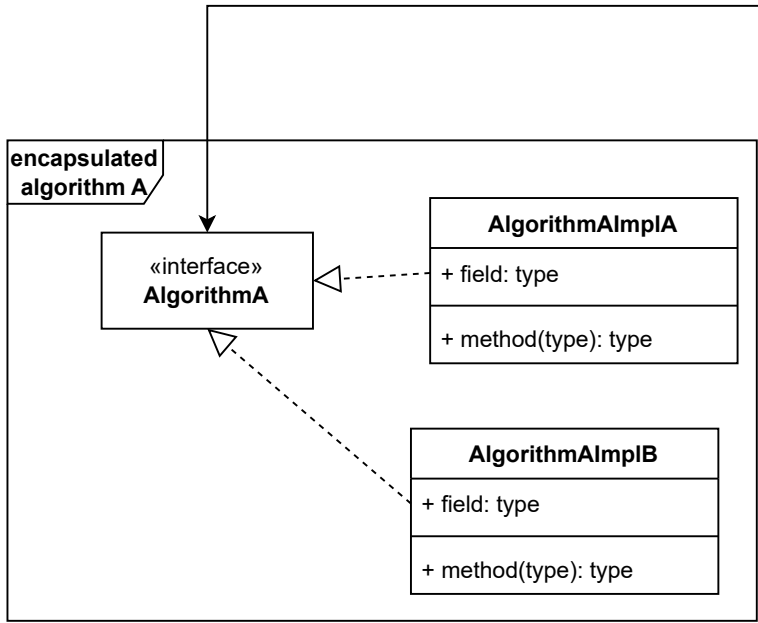 encapsulated
algorithm A
«interface»
AlgorithmA
AlgorithmAImplA
+ field: type
+ method(type): type
AlgorithmAImplB
+ field: type
+ method(type): type